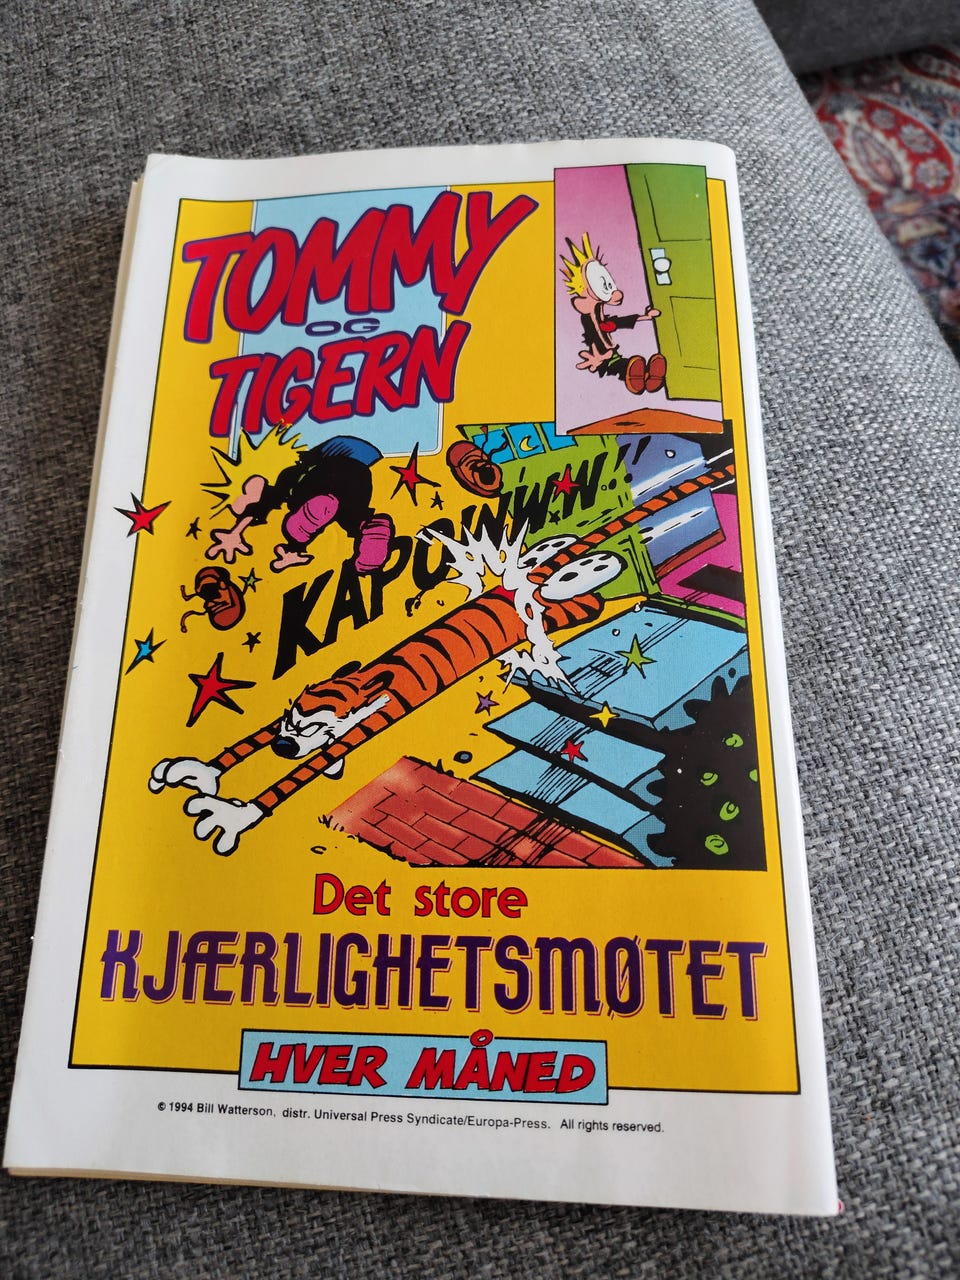 TOMMY
OG
TIGERN
KAPOWWW!!
Det store
KJÆRLIGHETSMØTET
HVER MÅNED
© 1994 Bill Watterson, distr. Universal Press Syndicate/Europa-Press. All rights reserved.